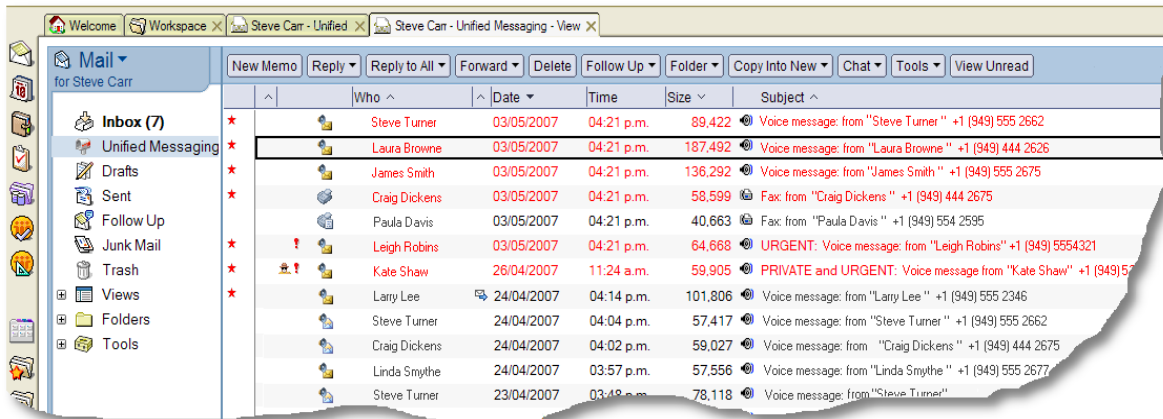 Welcome Workspace Steve Carr - Unified Steve Carr - Unified Messaging - View
Mail
for Steve Carr
New Memo Reply Reply to All Forward Delete Follow Up Folder Copy Into New Chat Tools View Unread
Who Date Time Size Subject
Inbox (7)
Unified Messaging
Drafts
Sent
Follow Up
Junk Mail
Trash
Views
Folders
Tools
Steve Turner 03/05/2007 04:21 p.m. 89,422 Voice message: from "Steve Turner " +1 (949) 555 2662
Laura Browne 03/05/2007 04:21 p.m. 187,492 Voice message: from "Laura Browne " +1 (949) 444 2626
James Smith 03/05/2007 04:21 p.m. 136,292 Voice message: from "James Smith " +1 (949) 555 2675
Craig Dickens 03/05/2007 04:21 p.m. 58,599 Fax: from "Craig Dickens " +1 (949) 444 2675
Paula Davis 03/05/2007 04:21 p.m. 40,663 Fax: from "Paula Davis " +1 (949) 554 2595
Leigh Robins 03/05/2007 04:21 p.m. 64,668 URGENT: Voice message: from "Leigh Robins" +1 (949) 5554321
Kate Shaw 26/04/2007 11:24 a.m. 59,905 PRIVATE and URGENT: Voice message from "Kate Shaw" +1 (949)
Larry Lee 24/04/2007 04:14 p.m. 101,806 Voice message: from "Larry Lee " +1 (949) 555 2346
Steve Turner 24/04/2007 04:04 p.m. 57,417 Voice message: from "Steve Turner " +1 (949) 555 2662
Craig Dickens 24/04/2007 04:02 p.m. 59,027 Voice message: from "Craig Dickens " +1 (949) 444 2675
Linda Smythe 24/04/2007 03:57 p.m. 57,556 Voice message: from "Linda Smythe " +1 (949) 555 2677
Steve Turner 23/04/2007 03:48 p.m. 78,118 Voice message: from "Steve Turner"